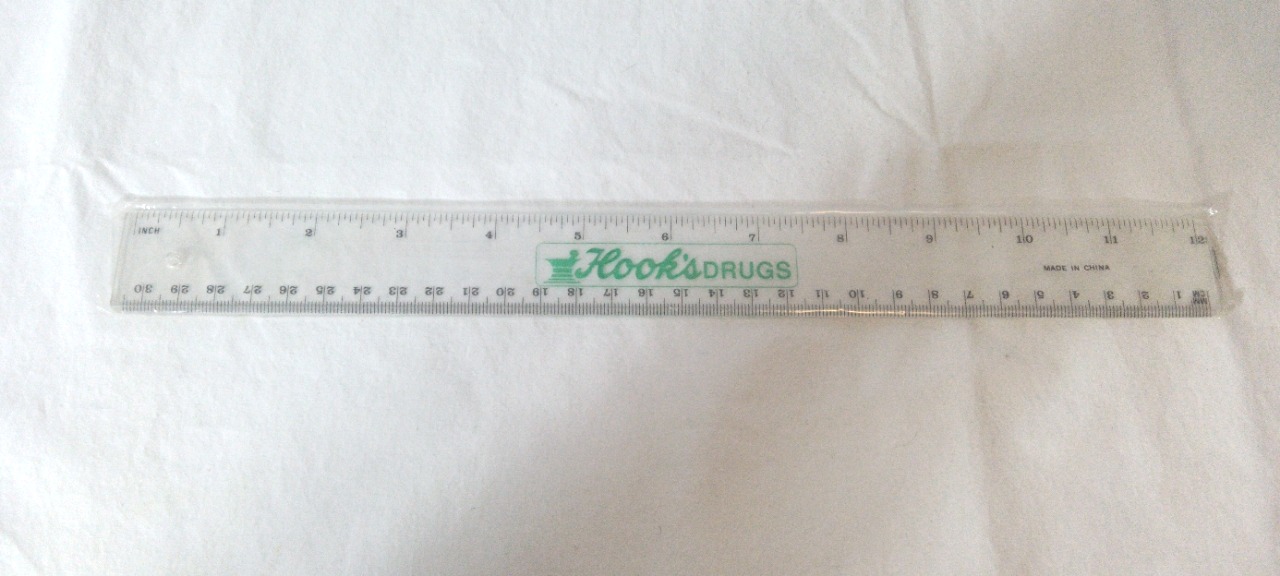 INCH 1 2 3 4 5 6 7 8 9 10 11 12
Hook's DRUGS
MADE IN CHINA
30 29 28 27 26 25 24 23 22 21 20 19 18 17 16 15 14 13 12 11 10 9 8 7 6 5 4 3 2 1 MM
CM